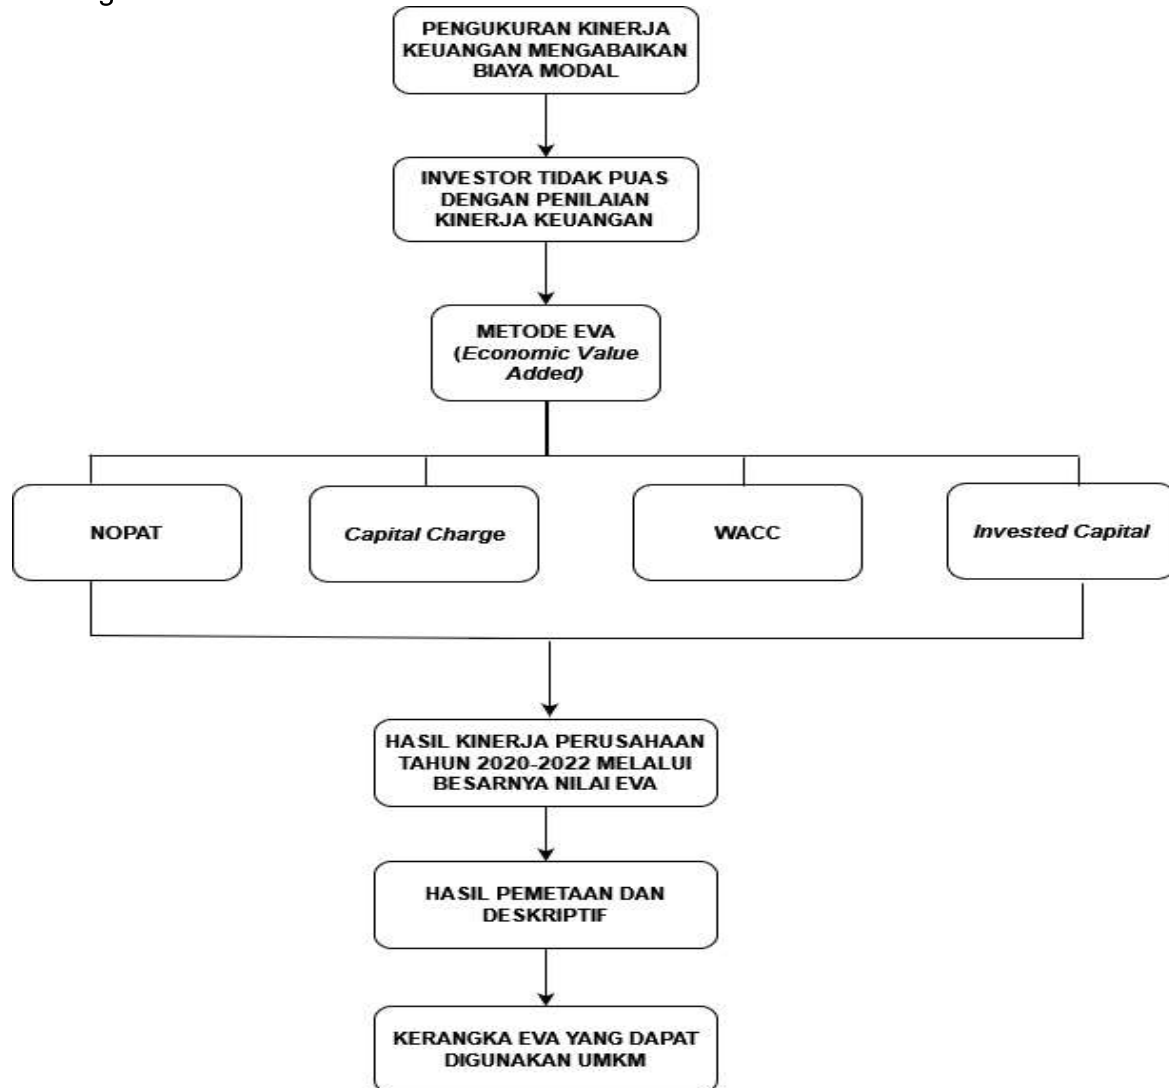 PENGUKURAN KINERJA
KEUANGAN MENGABAIKAN
BIAYA MODAL
INVESTOR TIDAK PUAS
DENGAN PENILAIAN
KINERJA KEUANGAN
METODE EVA
(Economic Value
Added)
NOPAT
Capital Charge
WACC
Invested Capital
HASIL KINERJA PERUSAHAAN
TAHUN 2020-2022 MELALUI
BESARNYA NILAI EVA
HASIL PEMETAAN DAN
DESKRIPTIF
KERANGKA EVA YANG DAPAT
DIGUNAKAN UMKM